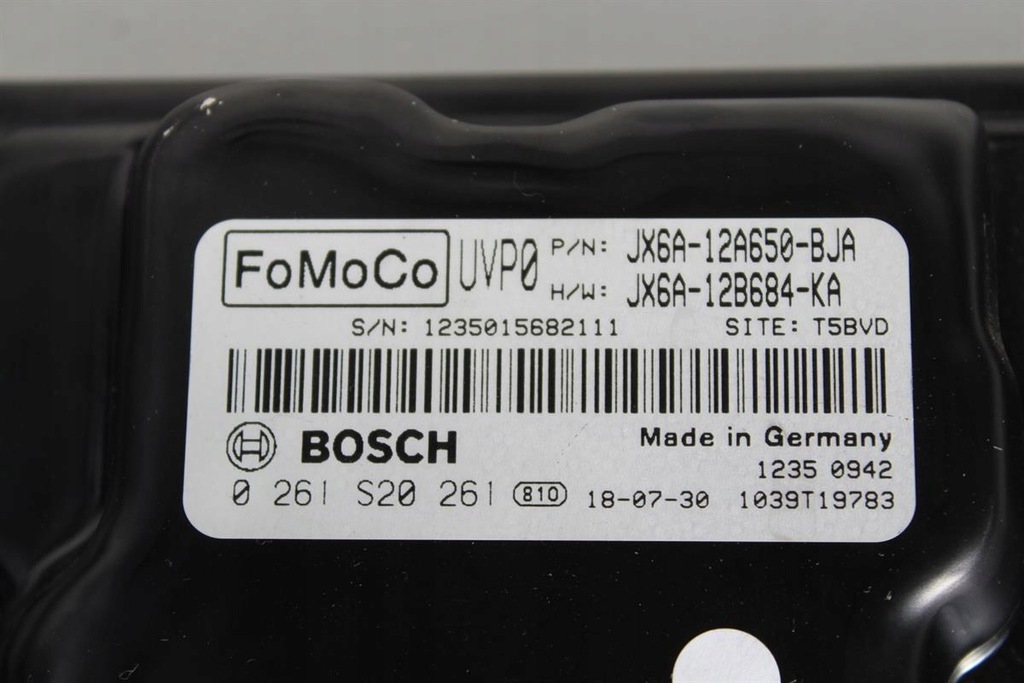 FoMoCo UVP0 P/N: JX6A-12A650-BJA
H/W: JX6A-12B684-KA
S/N: 1235015682111 SITE: T5BVD
BOSCH Made in Germany
1235 0942
0 261 S20 261 810 18-07-30 1039T19783